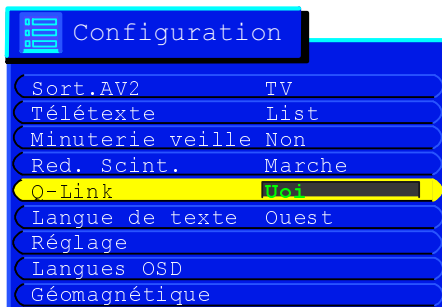 Configuration
Sort.AV2 TV
Télétexte List
Minuterie veille Non
Red. Scint. Marche
Q-Link Uoi
Langue de texte Ouest
Réglage
Langues OSD
Géomagnétique